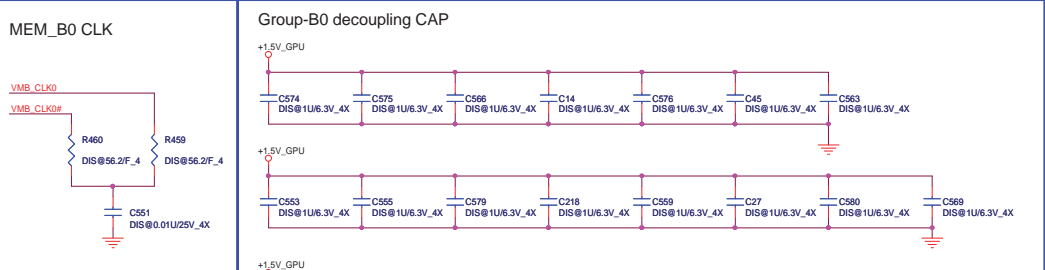 MEM_B0 CLK
VMB_CLK0
VMB_CLK0#
R460
DIS@56.2/F_4
R459
DIS@56.2/F_4
C551
DIS@0.01U/25V_4X
Group-B0 decoupling CAP
+1.5V_GPU
C574
DIS@1U/6.3V_4X
C575
DIS@1U/6.3V_4X
C566
DIS@1U/6.3V_4X
C14
DIS@1U/6.3V_4X
C576
DIS@1U/6.3V_4X
C45
DIS@1U/6.3V_4X
C563
DIS@1U/6.3V_4X
+1.5V_GPU
C553
DIS@1U/6.3V_4X
C555
DIS@1U/6.3V_4X
C579
DIS@1U/6.3V_4X
C218
DIS@1U/6.3V_4X
C559
DIS@1U/6.3V_4X
C27
DIS@1U/6.3V_4X
C580
DIS@1U/6.3V_4X
C569
DIS@1U/6.3V_4X
+1.5V_GPU